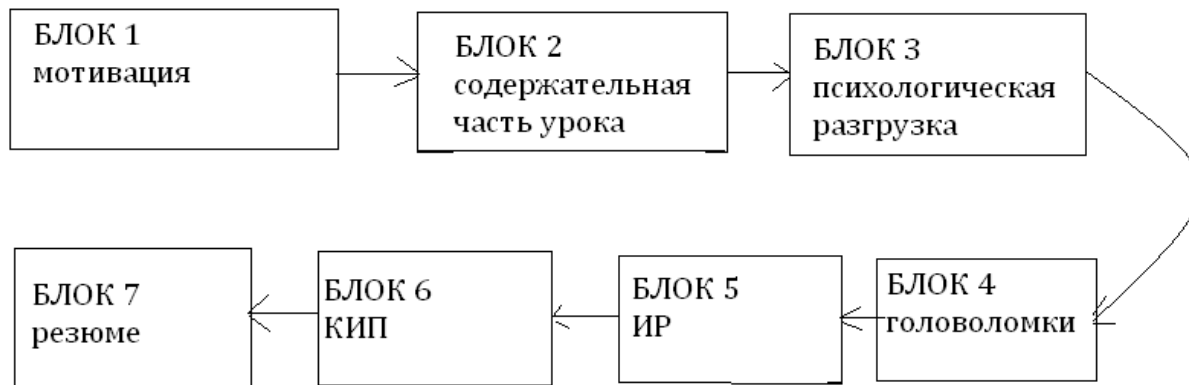 БЛОК 1
мотивация
БЛОК 2
содержательная
часть урока
БЛОК 3
психологическая
разгрузка
БЛОК 4
головоломки
БЛОК 5
ИР
БЛОК 6
КИП
БЛОК 7
резюме